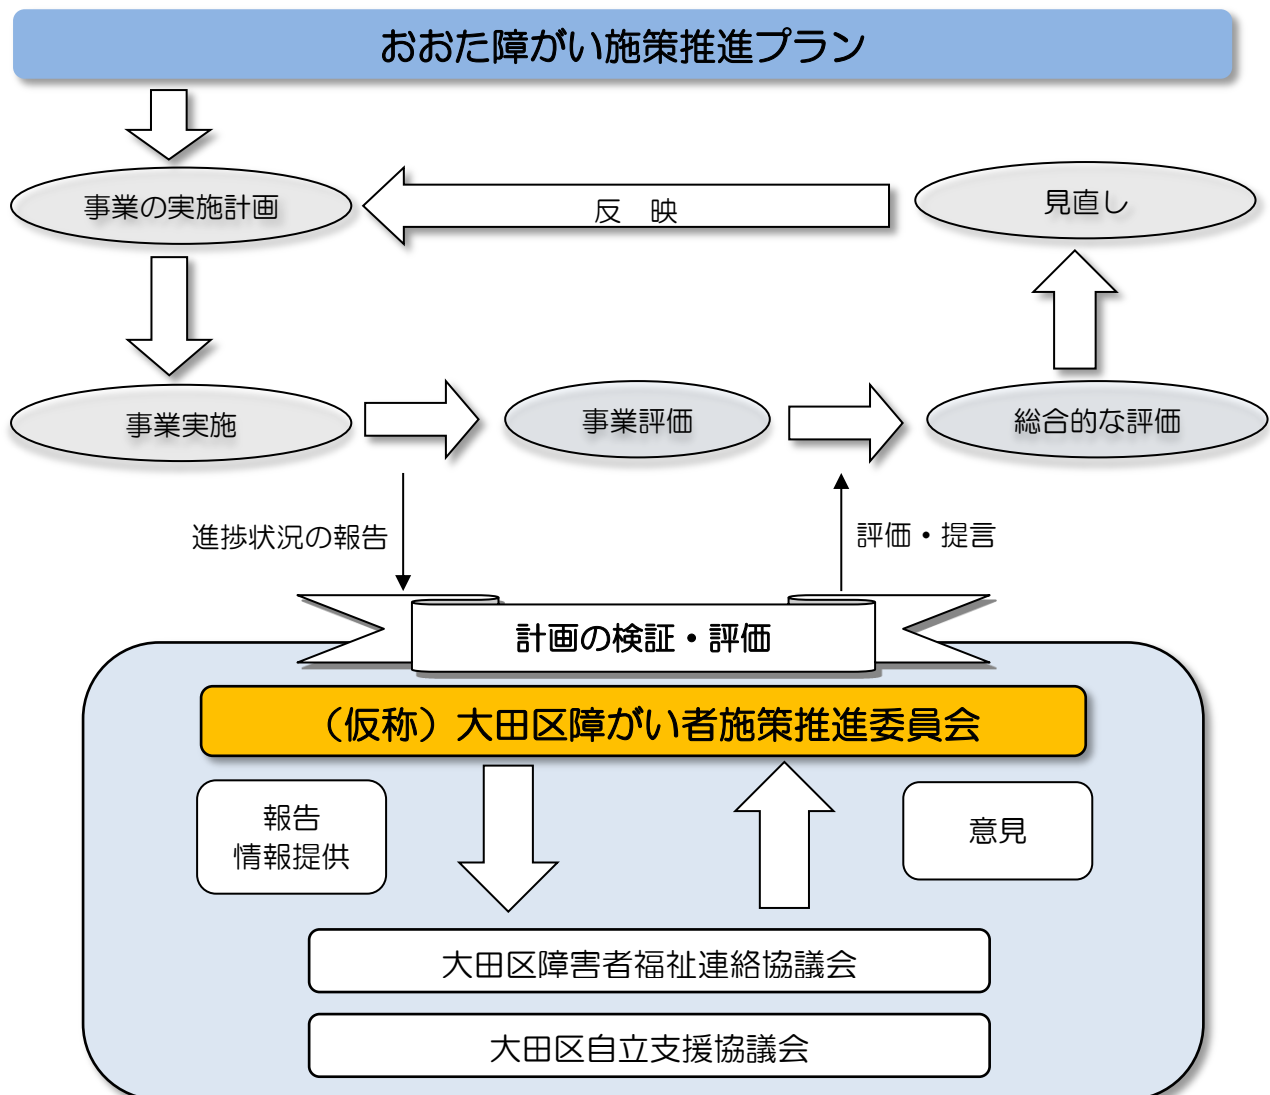 おおた障がい施策推進プラン
事業の実施計画
反　映
見直し
事業実施
事業評価
総合的な評価
進捗状況の報告
評価・提言
計画の検証・評価
（仮称）大田区障がい者施策推進委員会
報告
情報提供
意見
大田区障害者福祉連絡協議会
大田区自立支援協議会